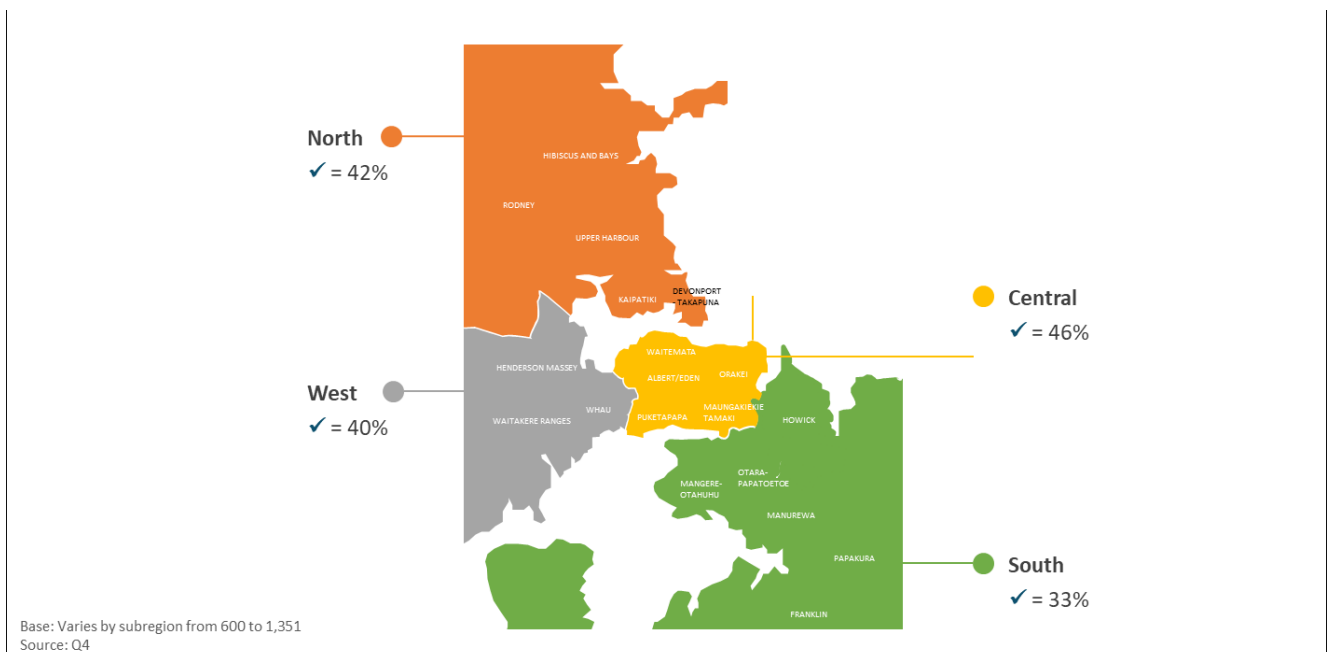 North
✓ = 42%
HIBISCUS AND BAYS
RODNEY
UPPER HARBOUR
KAIPATIKI
DEVONPORT
- TAKAPUNA
Central
✓ = 46%
WAITEMATA
HENDERSON MASSEY
ALBERT/EDEN
ORAKEI
West
✓ = 40%
WHAU
WAITAKERE RANGES
PUKETAPAPA
MAUNGAKIEKIE
TAMAKI
HOWICK
OTARA-
PAPATOETOE
MANGERE-
OTAHUHU
MANUREWA
PAPAKURA
South
✓ = 33%
FRANKLIN
Base: Varies by subregion from 600 to 1,351
Source: Q4